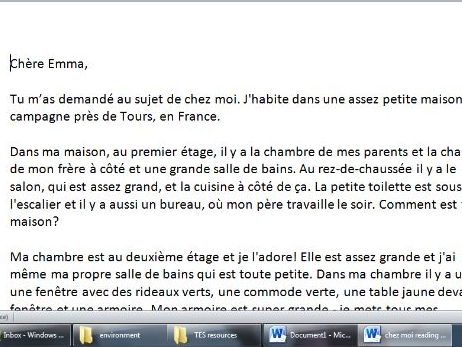 Chère Emma,
Tu m'as demandé au sujet de chez moi. J'habite dans une assez petite maison
campagne près de Tours, en France.
Dans ma maison, au premier étage, il y a la chambre de mes parents et la cha
de mon frère à côté et une grande salle de bains. Au rez-de-chaussée il y a le
salon, qui est assez grand, et la cuisine à côté de ça. La petite toilette est sous
l'escalier et il y a aussi un bureau, où mon père travaille le soir. Comment est
maison?
Ma chambre est au deuxième étage et je l'adore! Elle est assez grande et j'ai
même ma propre salle de bains qui est toute petite. Dans ma chambre il y a u
une fenêtre avec des rideaux verts, une commode verte, une table jaune deva
fenêtre et une armoire. Mon armoire est super grande - je mets tous mes
Inbox - Windows ... environment TES resources Document1 - Mic... chez moi reading ...